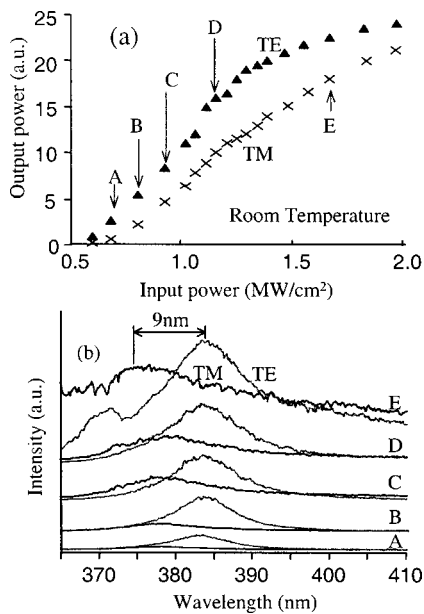 (a)
25
20
15
10
5
0
Output power (a.u.)
A
B
C
D
TE
TM
E
Room Temperature
0.5
1.0
1.5
2.0
Input power (MW/cm²)
(b)
9nm
TM
TE
E
D
C
B
A
Intensity (a.u.)
370
380
390
400
410
Wavelength (nm)